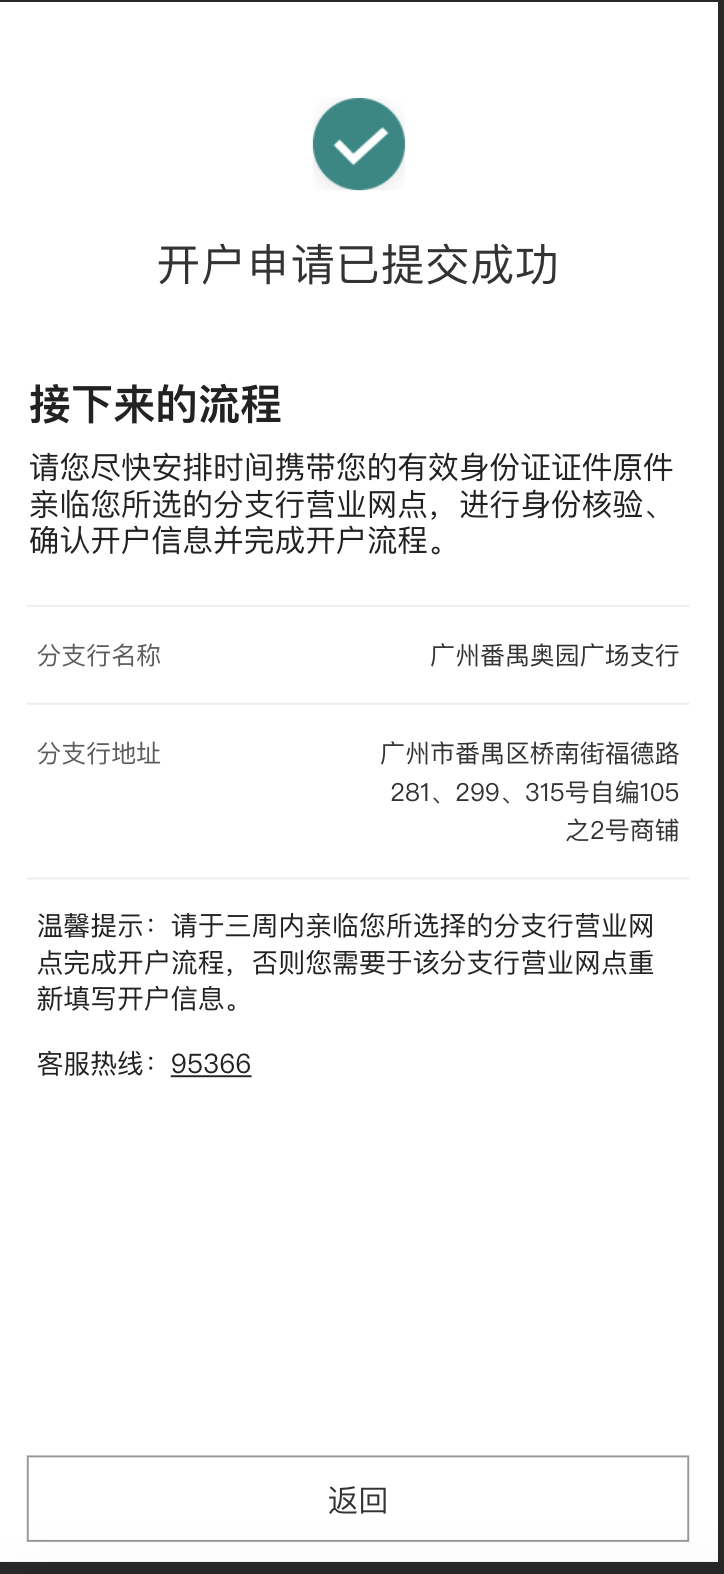 开户申请已提交成功
接下来的流程
请您尽快安排时间携带您的有效身份证证件原件
亲临您所选的分支行营业网点，进行身份核验、
确认开户信息并完成开户流程。
分支行名称
广州番禺奥园广场支行
分支行地址
广州市番禺区桥南街福德路
281、299、315号自编105
之2号商铺
温馨提示：请于三周内亲临您所选择的分支行营业网
点完成开户流程，否则您需要于该分支行营业网点重
新填写开户信息。
客服热线：95366
返回